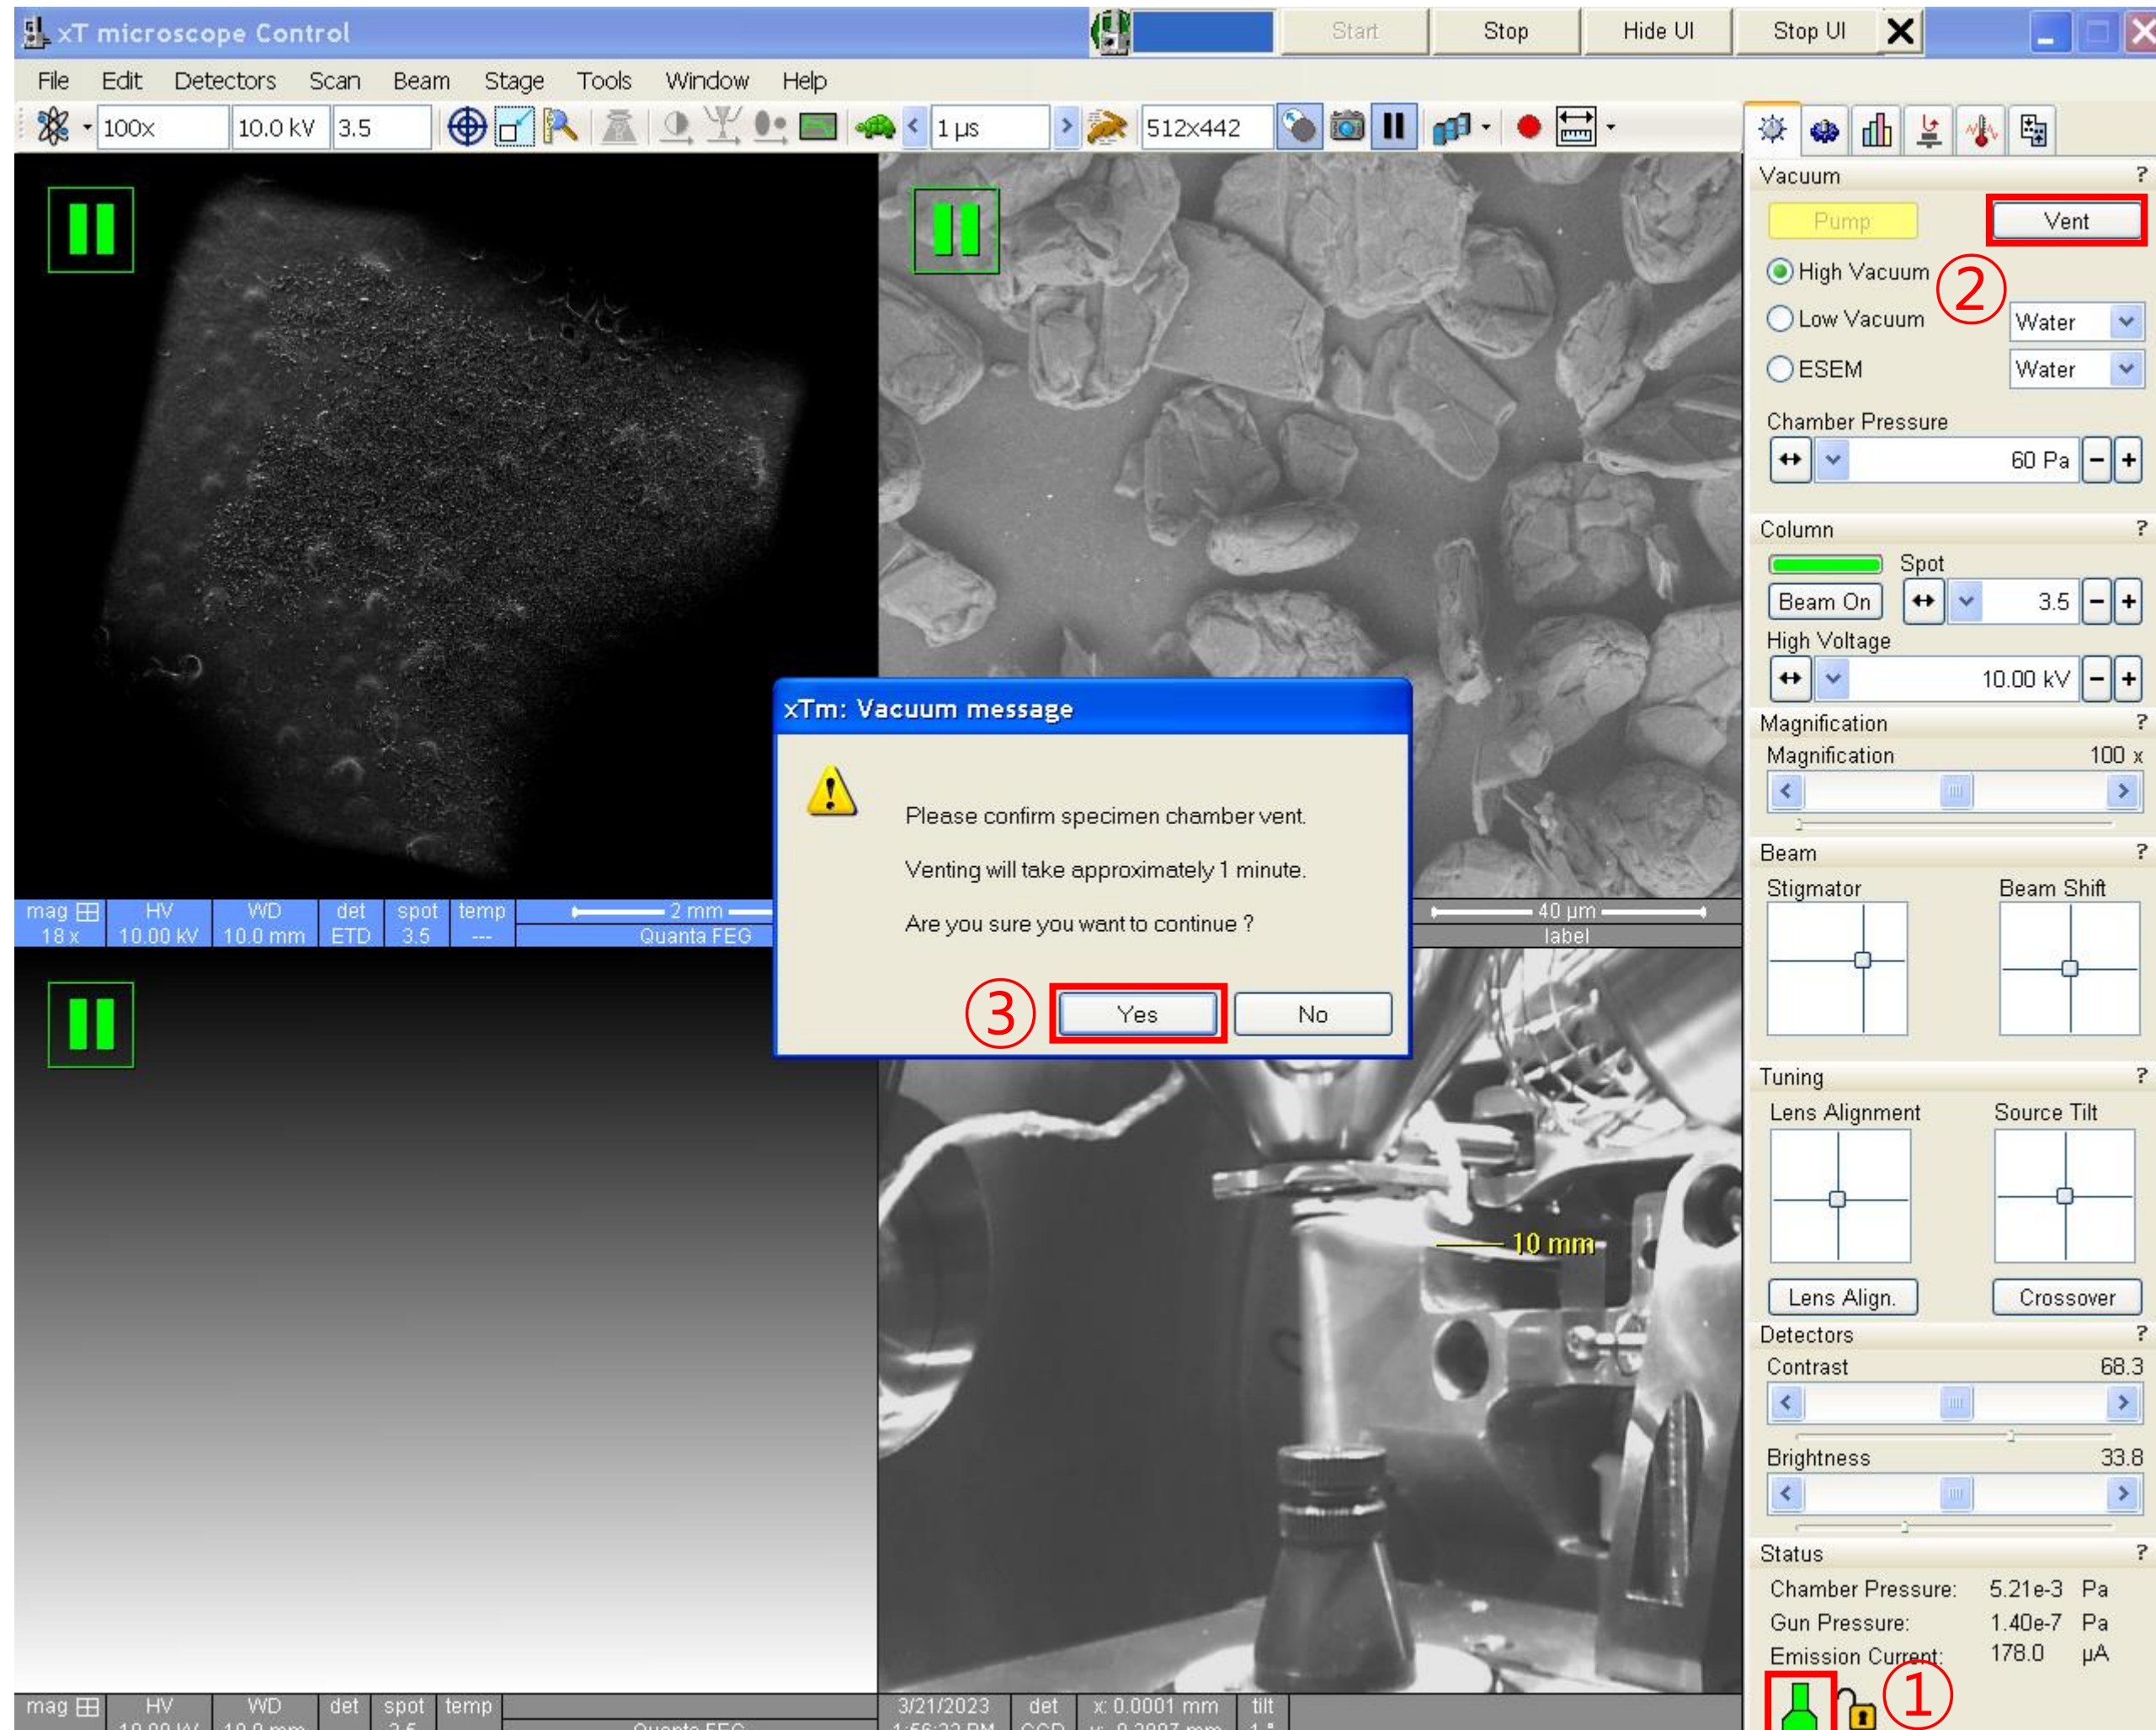 xT microscope Control
Start Stop Hide UI Stop UI
File Edit Detectors Scan Beam Stage Tools Window Help
100x 10.0 kV 3.5 1 µs 512x442
Vacuum ?
Pump Vent
High Vacuum ②
Low Vacuum Water
ESEM Water
Chamber Pressure
60 Pa - +
Column ?
Spot
Beam On 3.5 - +
High Voltage
10.00 kV - +
Magnification ?
Magnification 100 x
Beam ?
Stigmator Beam Shift
Tuning ?
Lens Alignment Source Tilt
Lens Align. Crossover
Detectors ?
Contrast 68.3
Brightness 33.8
Status ?
Chamber Pressure: 5.21e-3 Pa
Gun Pressure: 1.40e-7 Pa
Emission Current: 178.0 µA
①
xTm: Vacuum message
Please confirm specimen chamber vent.
Venting will take approximately 1 minute.
Are you sure you want to continue ?
③ Yes No
mag HV WD det spot temp 2 mm
18 x 10.00 kV 10.0 mm ETD 3.5 --- Quanta FEG
40 µm
label
10 mm
mag HV WD det spot temp
3/21/2023 det x: 0.0001 mm tilt